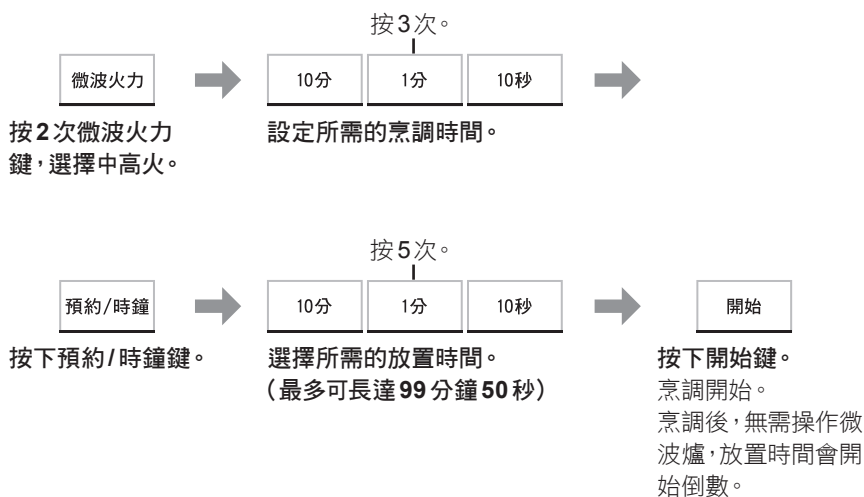 按3次。
微波火力
10分
1分
10秒
按2次微波火力
鍵，選擇中高火。
設定所需的烹調時間。
按5次。
預約/時鐘
10分
1分
10秒
開始
按下預約/時鐘鍵。
選擇所需的放置時間。
（最多可長達99分鐘50秒）
按下開始鍵。
烹調開始。
烹調後，無需操作微
波爐，放置時間會開
始倒數。